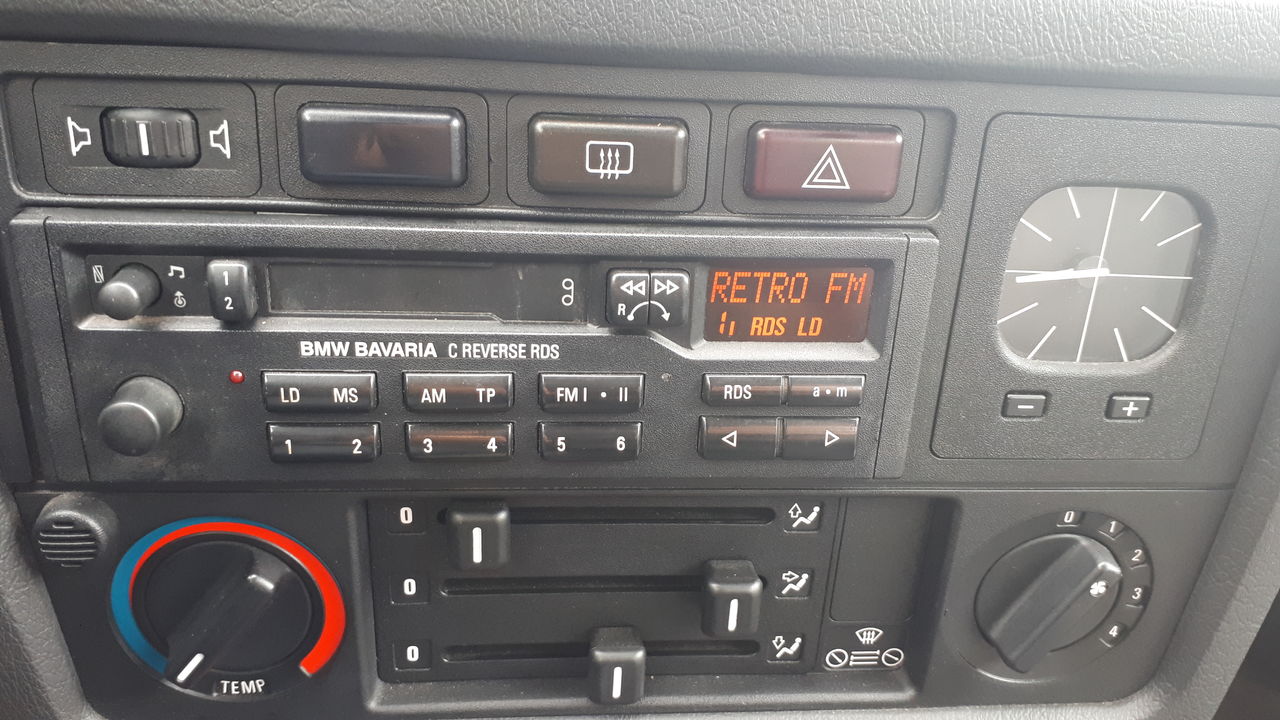 1
2
RETRO FM
RDS LD
R
BMW BAVARIA C REVERSE RDS
LD MS AM TP FM I • II RDS a•m
1 2 3 4 5 6
− +
0
0
0
TEMP
0 1 2 3 4